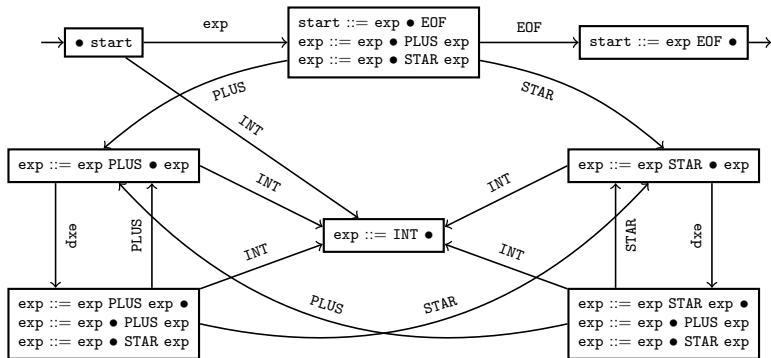 ● start
exp
start ::= exp ● EOF
exp ::= exp ● PLUS exp
exp ::= exp ● STAR exp
EOF
start ::= exp EOF ●
PLUS
INT
STAR
exp ::= exp PLUS ● exp
exp ::= exp STAR ● exp
INT
INT
exp
PLUS
exp ::= INT ●
STAR
exp
INT
INT
exp ::= exp PLUS exp ●
exp ::= exp ● PLUS exp
exp ::= exp ● STAR exp
PLUS
STAR
exp ::= exp STAR exp ●
exp ::= exp ● PLUS exp
exp ::= exp ● STAR exp